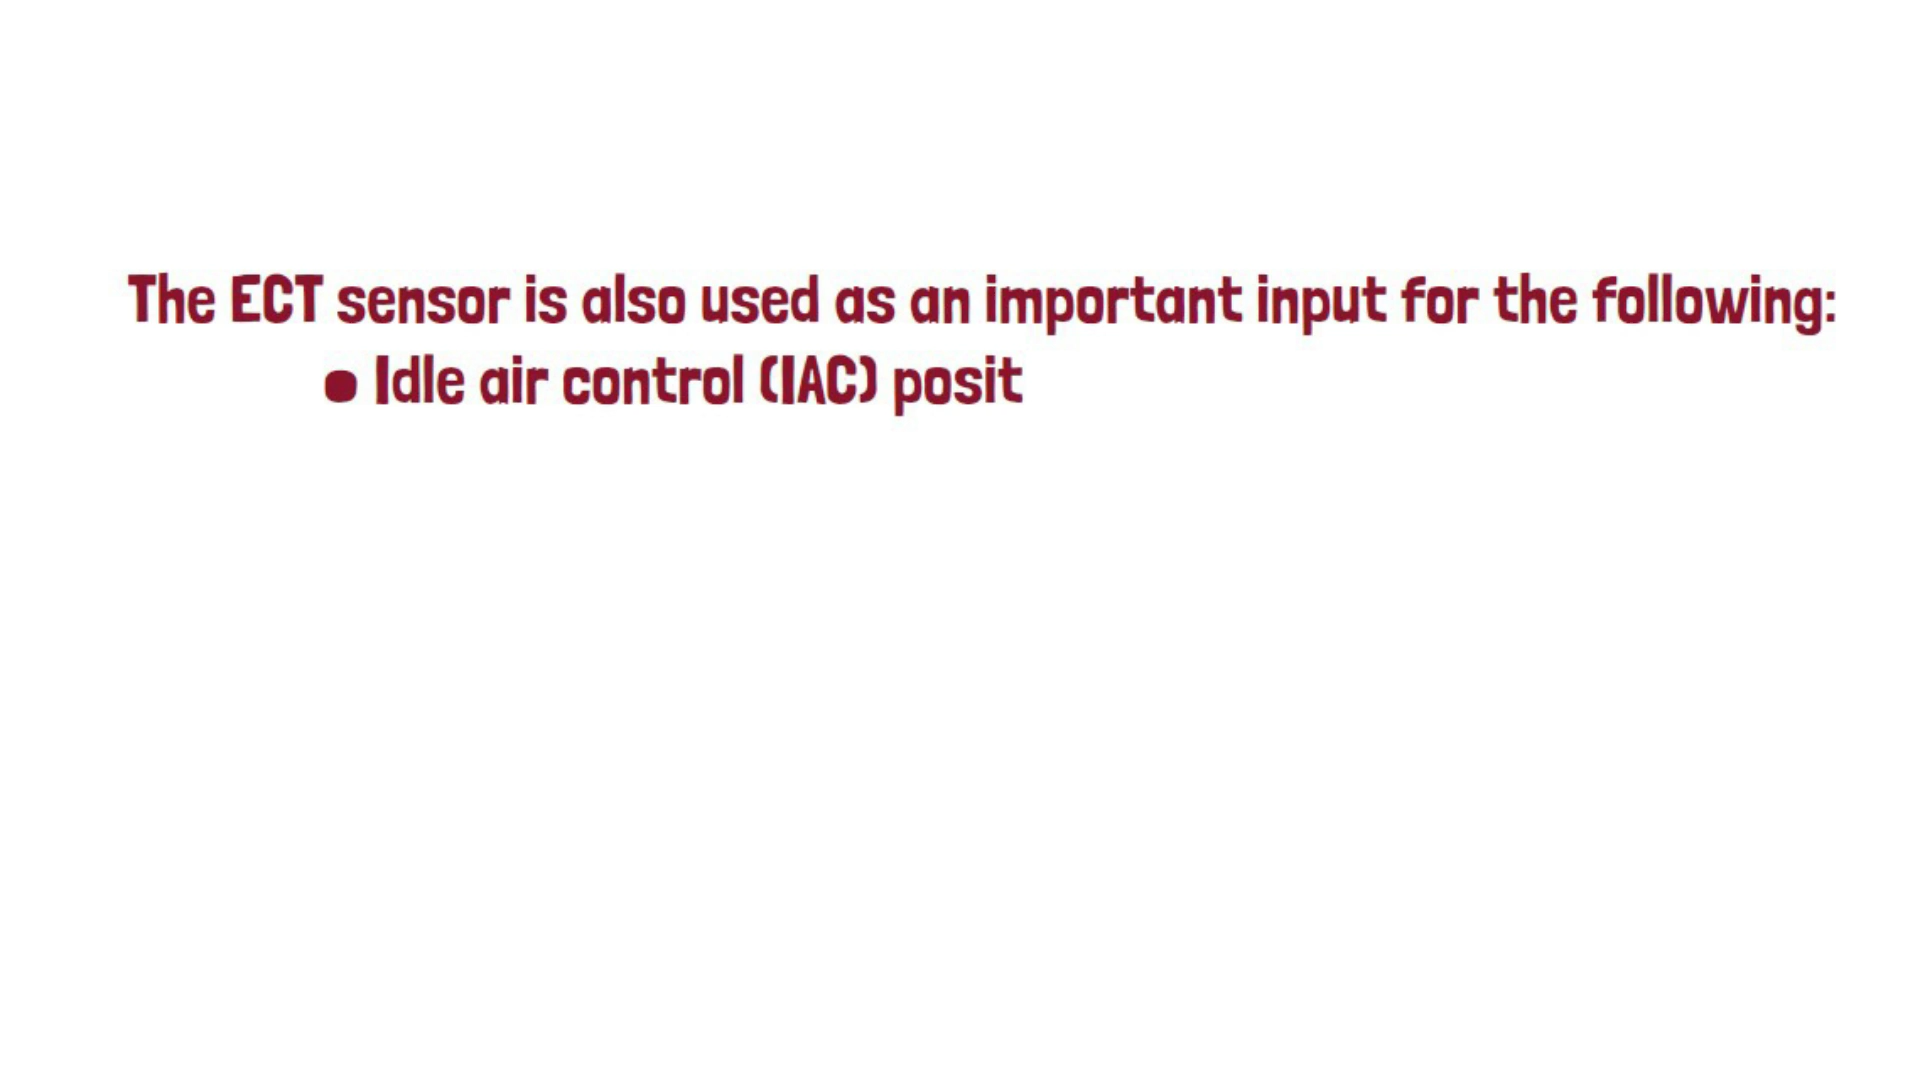 The ECT sensor is also used as an important input for the following:
• Idle air control (IAC) posit